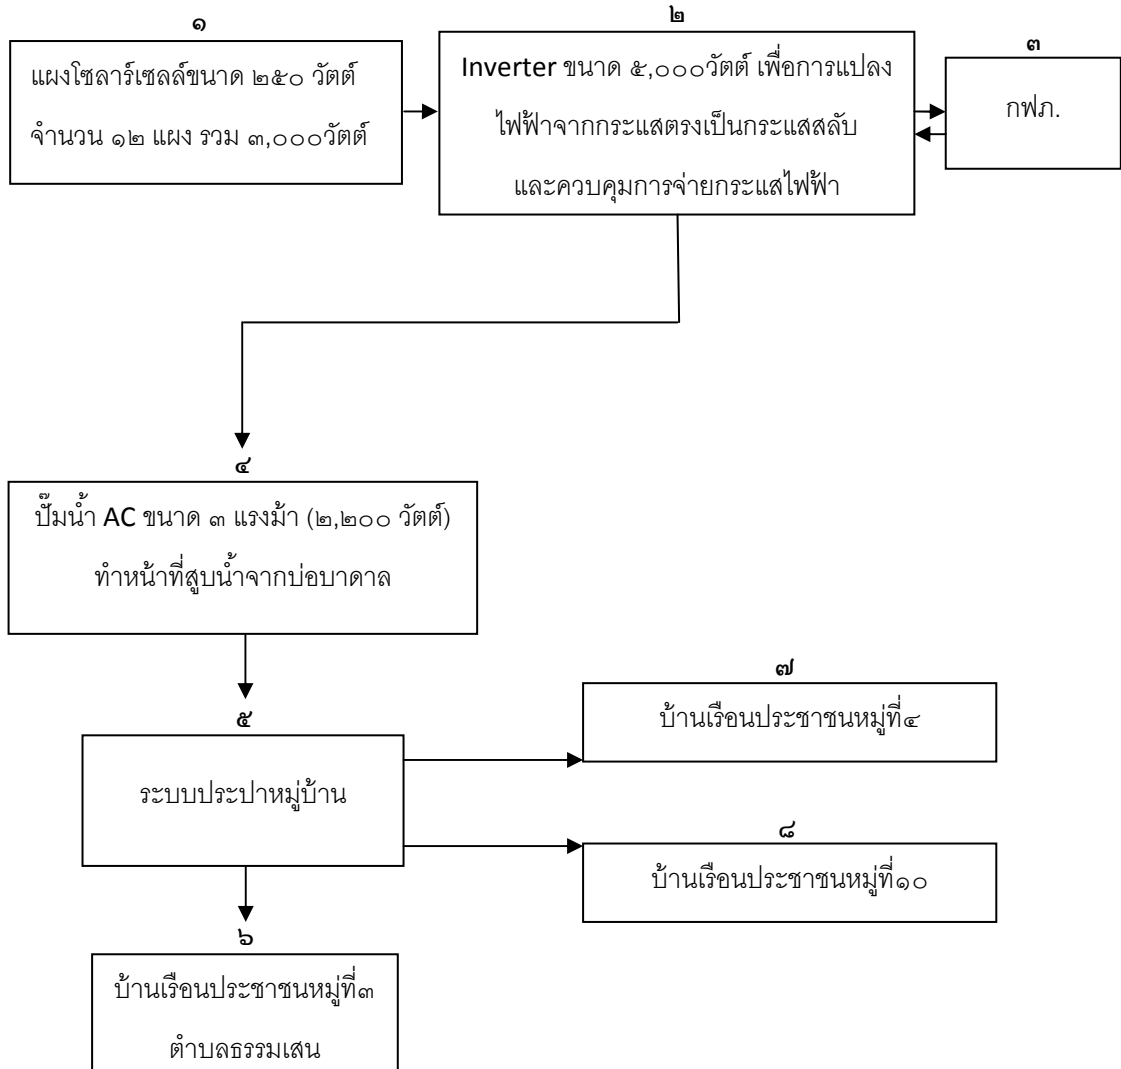 ๑
แผงโซลาร์เซลล์ขนาด ๒๕๐ วัตต์
จำนวน ๑๒ แผง รวม ๓,๐๐๐วัตต์
๒
Inverter ขนาด ๕,๐๐๐วัตต์ เพื่อการแปลง
ไฟฟ้าจากกระแสตรงเป็นกระแสสลับ
และควบคุมการจ่ายกระแสไฟฟ้า
๓
กฟภ.
๔
ปั๊มน้ำ AC ขนาด ๓ แรงม้า (๒,๒๐๐ วัตต์)
ทำหน้าที่สูบน้ำจากบ่อบาดาล
๕
ระบบประปาหมู่บ้าน
๗
บ้านเรือนประชาชนหมู่ที่๔
๘
บ้านเรือนประชาชนหมู่ที่๑๐
๖
บ้านเรือนประชาชนหมู่ที่๓
ตำบลธรรมเสน